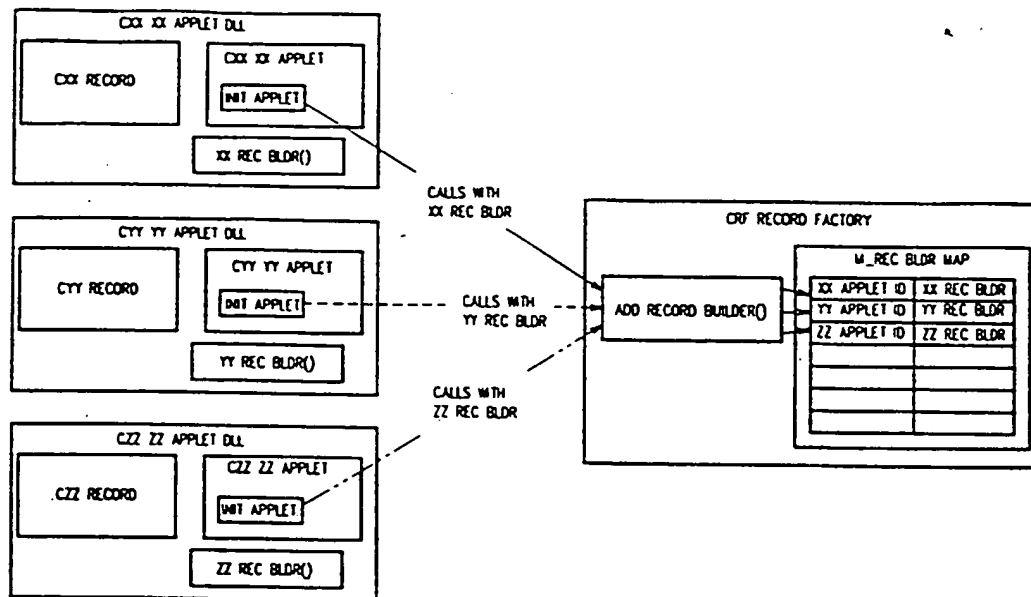 CXX XX APPLET DLL
CXX RECORD
CXX XX APPLET
INIT APPLET
XX REC BLDR()
CALLS WITH
XX REC BLDR
CYY YY APPLET DLL
CYY RECORD
CYY YY APPLET
INIT APPLET
YY REC BLDR()
CALLS WITH
YY REC BLDR
CZZ ZZ APPLET DLL
CZZ RECORD
CZZ ZZ APPLET
INIT APPLET
ZZ REC BLDR()
CALLS WITH
ZZ REC BLDR
CRF RECORD FACTORY
ADD RECORD BUILDER()
M_REC BLDR MAP
XX APPLET ID XX REC BLDR
YY APPLET ID YY REC BLDR
ZZ APPLET ID ZZ REC BLDR